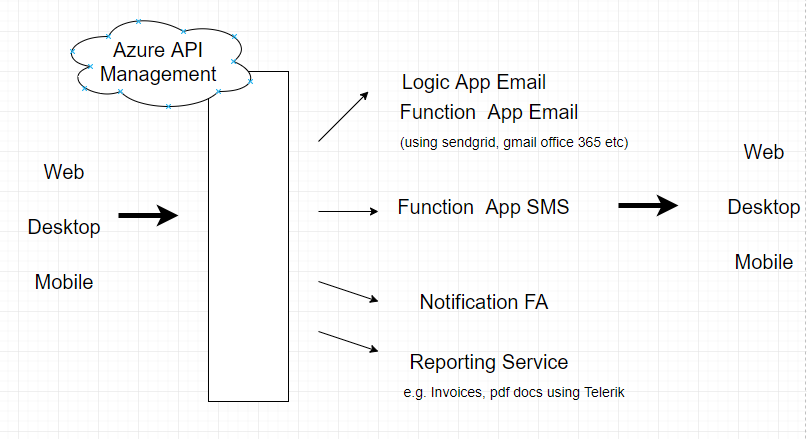 Azure API
Management
Web
Desktop
Mobile
Logic App Email
Function App Email
(using sendgrid, gmail office 365 etc)
Function App SMS
Notification FA
Reporting Service
e.g. Invoices, pdf docs using Telerik
Web
Desktop
Mobile